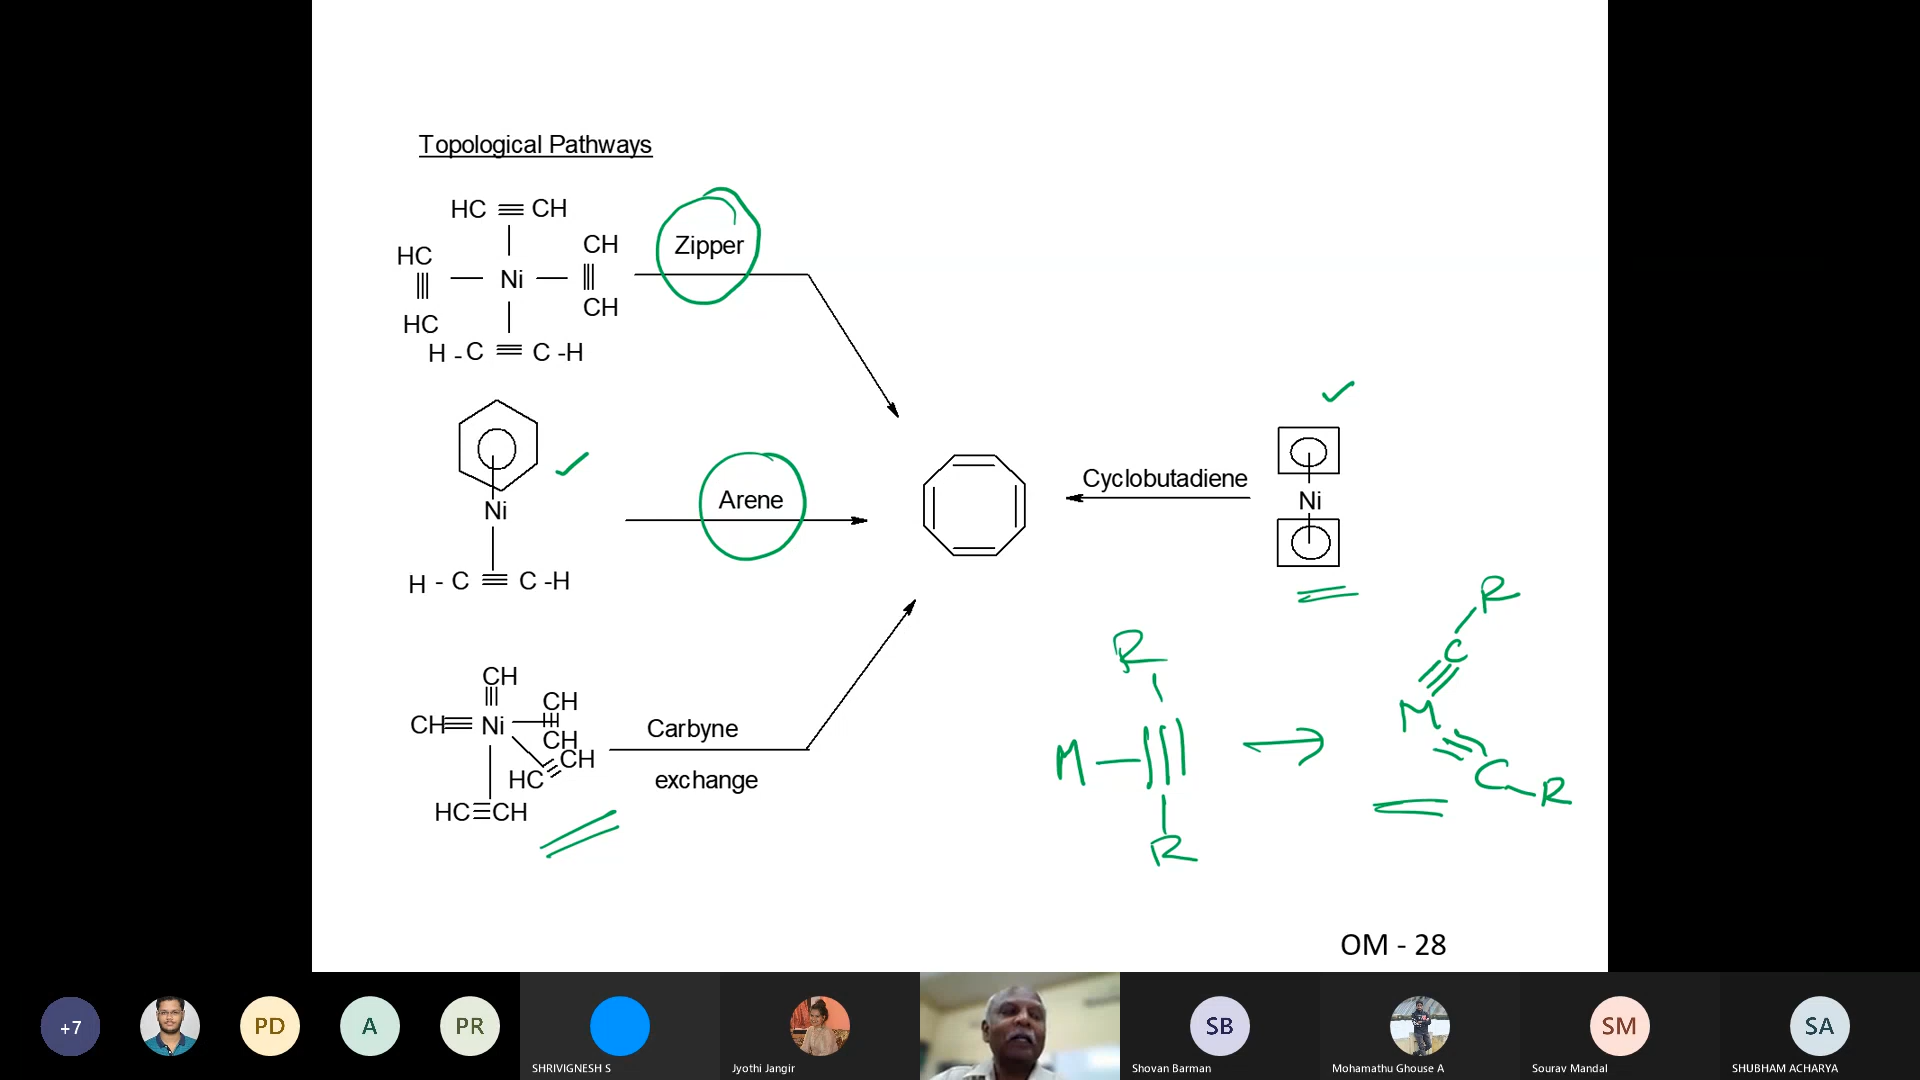 Topological Pathways
HC ≡ CH
HC ≡ HC
Ni
CH ≡ CH
H - C ≡ C - H
Zipper
Ni
H - C ≡ C - H
Arene
Cyclobutadiene
Ni
CH
CH≡ Ni
CH
CH
HC≡CH
HC≡CH
Carbyne
exchange
R
M
R
R
C
M
C R
OM - 28
+7
PD
A
PR
SHRIVIGNESH S
Jyothi Jangir
SB
Shovan Barman
Mohamathu Ghouse A
SM
Sourav Mandal
SA
SHUBHAM ACHARYA